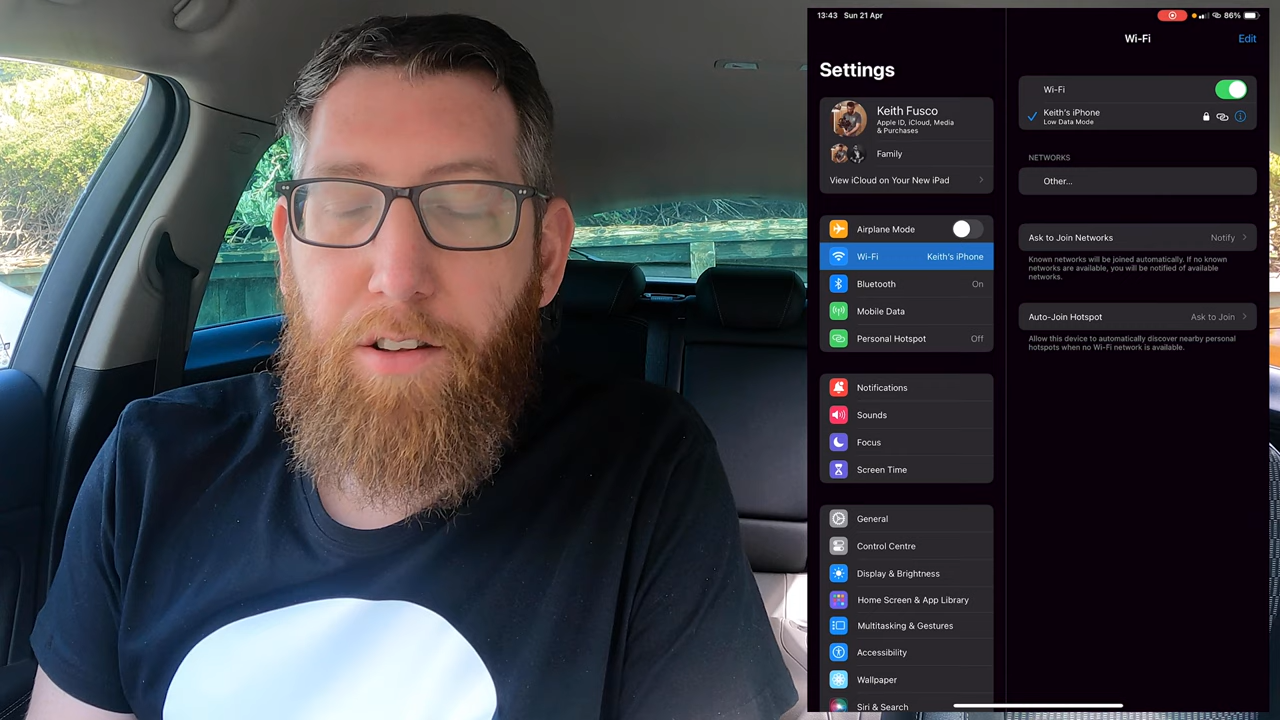 13:43 Sun 21 Apr
86%
Settings
Keith Fusco
Apple ID, iCloud, Media
& Purchases
Family
View iCloud on Your New iPad
Airplane Mode
Wi-Fi Keith's iPhone
Bluetooth On
Mobile Data
Personal Hotspot Off
Notifications
Sounds
Focus
Screen Time
General
Control Centre
Display & Brightness
Home Screen & App Library
Multitasking & Gestures
Accessibility
Wallpaper
Siri & Search
Wi-Fi
Edit
Wi-Fi
Keith's iPhone
Low Data Mode
NETWORKS
Other...
Ask to Join Networks Notify
Known networks will be joined automatically. If no known
networks are available, you will be notified of available
networks.
Auto-Join Hotspot Ask to Join
Allow this device to automatically discover nearby personal
hotspots when no Wi-Fi network is available.